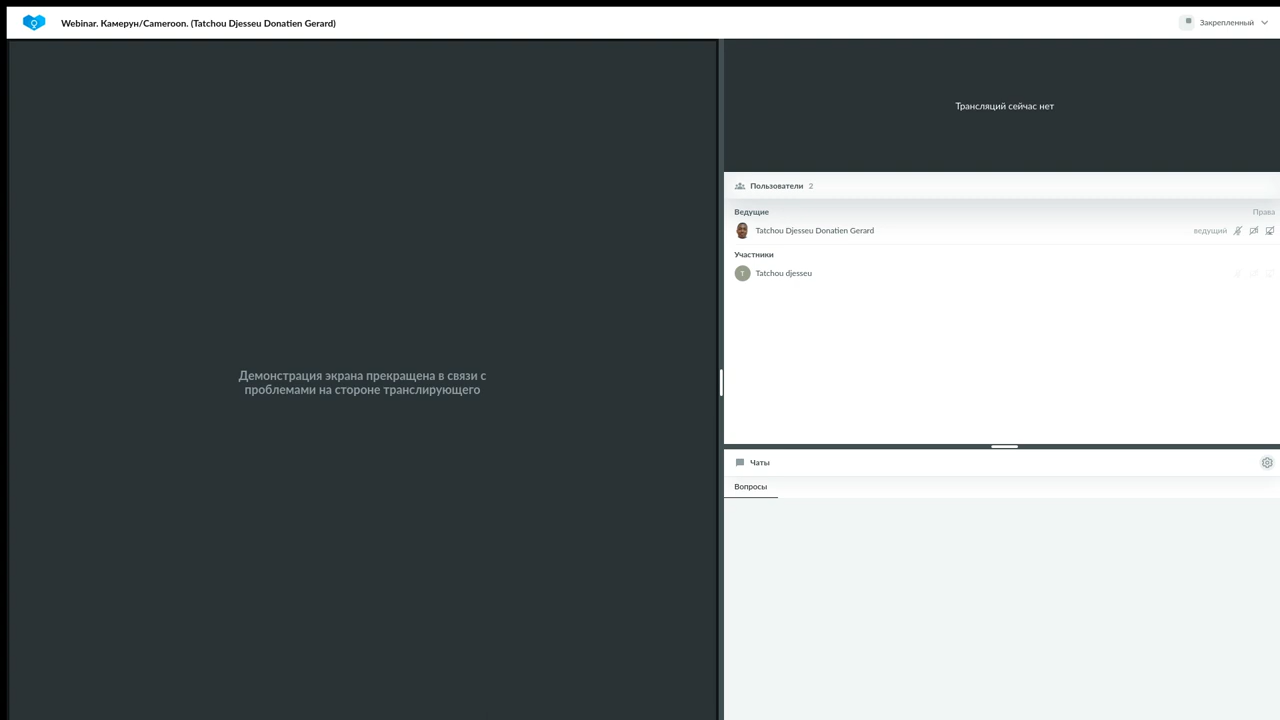 Webinar. Камерун/Cameroon. (Tatchou Djesseu Donatien Gerard)
Закрепленный
Демонстрация экрана прекращена в связи с
проблемами на стороне транслирующего
Трансляций сейчас нет
Пользователи 2
Ведущие Права
Tatchou Djesseu Donatien Gerard ведущий
Участники
T Tatchou djesseu
Чаты
Вопросы